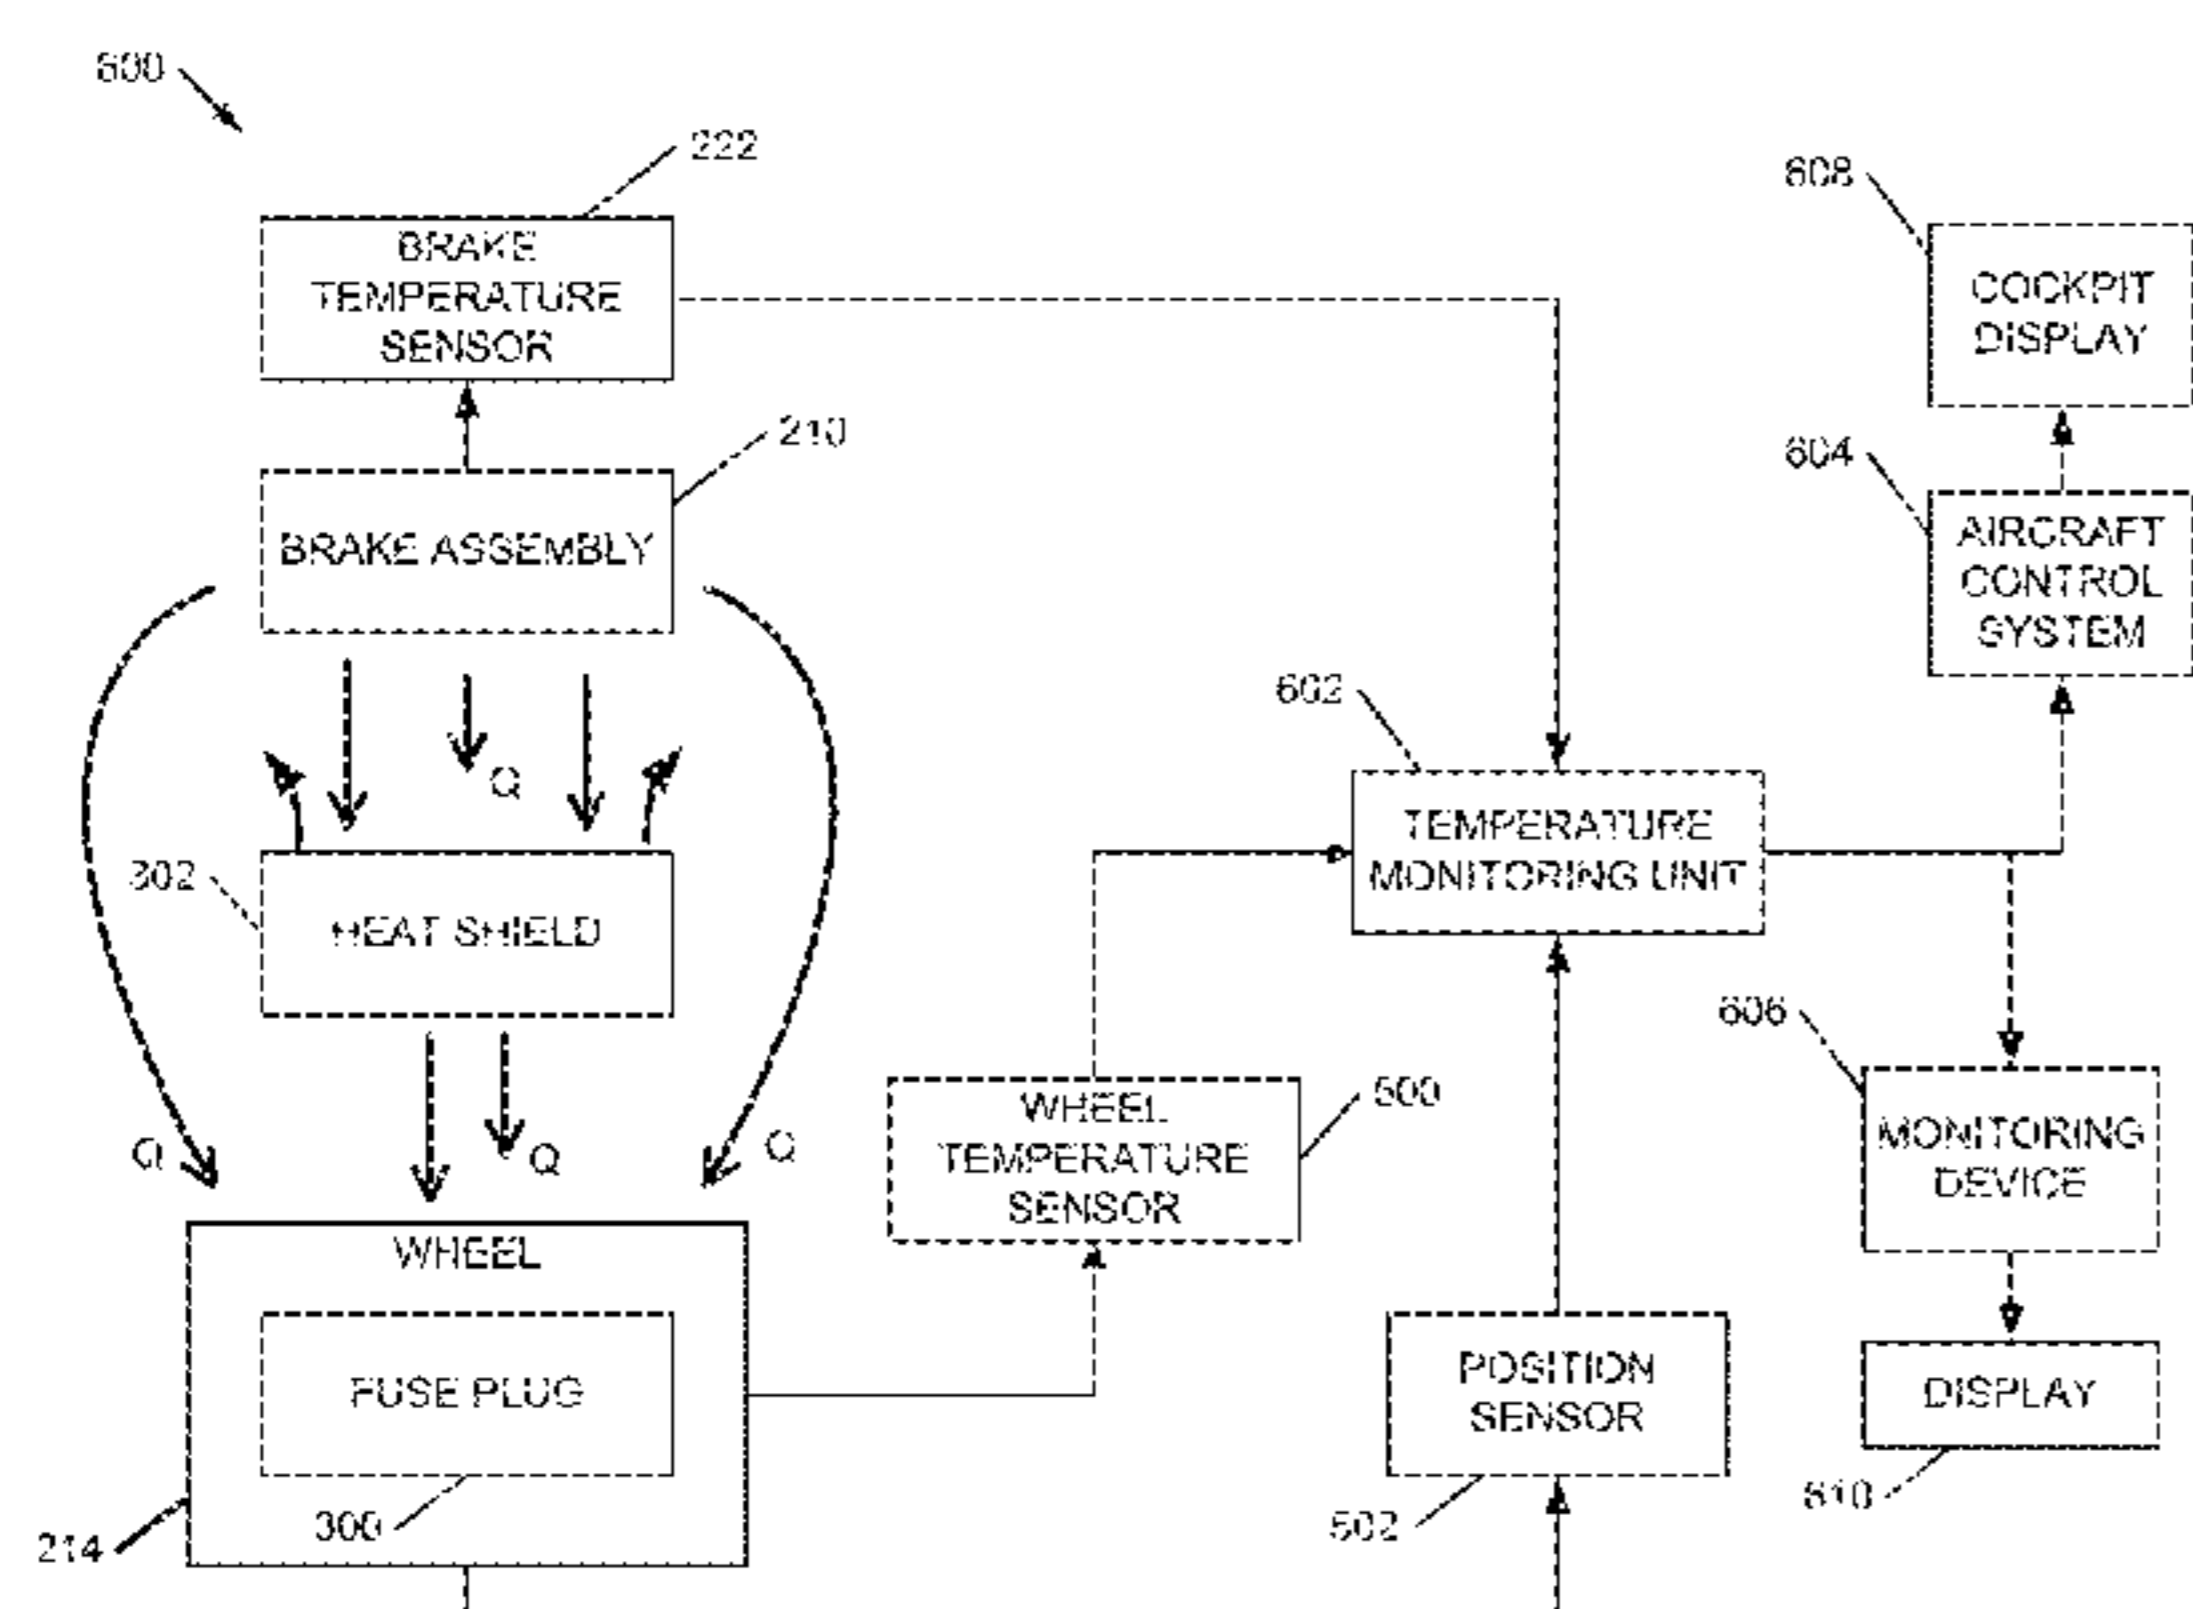 600
222
608
BRAKE
TEMPERATURE
SENSOR
COCKPIT
DISPLAY
210
604
BRAKE ASSEMBLY
AIRCRAFT
CONTROL
SYSTEM
602
Q
TEMPERATURE
MONITORING UNIT
302
HEAT SHIELD
606
500
WHEEL
TEMPERATURE
SENSOR
MONITORING
DEVICE
Q
Q
Q
WHEEL
FUSE PLUG
POSITION
SENSOR
DISPLAY
300
502
610
214